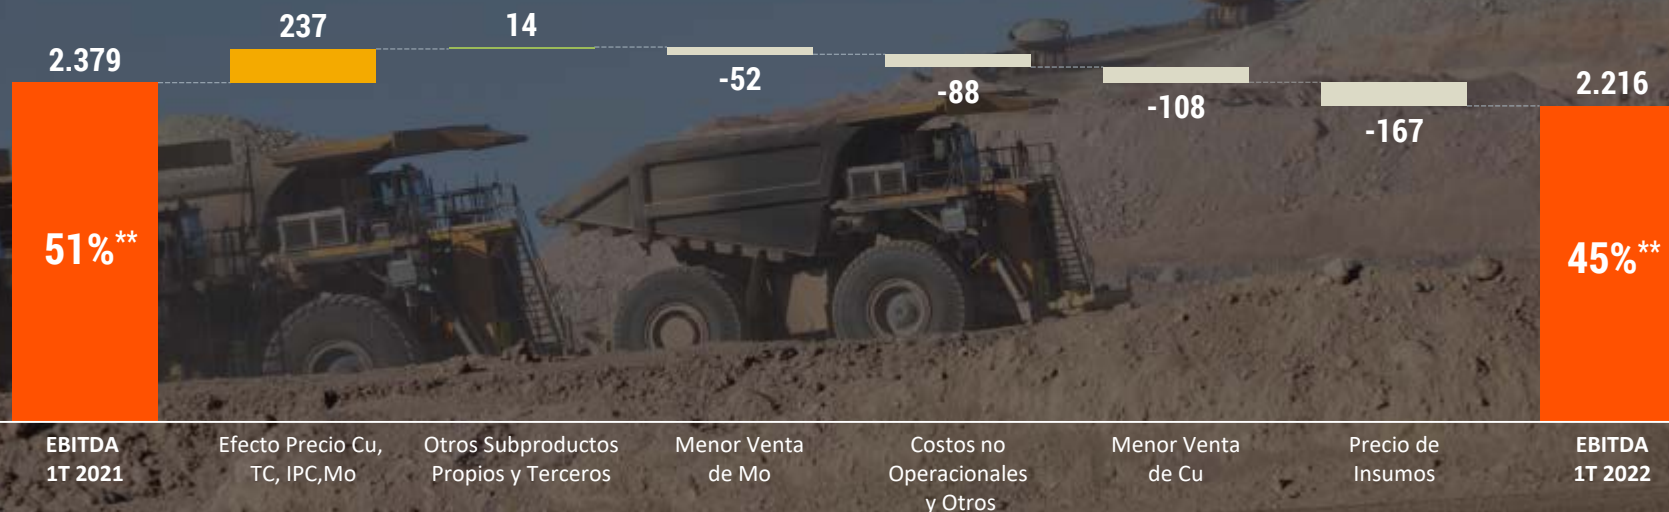 2.379
237
14
-52
-88
-108
-167
2.216
51%**
45%**
EBITDA
1T 2021
Efecto Precio Cu,
TC, IPC,Mo
Otros Subproductos
Propios y Terceros
Menor Venta
de Mo
Costos no
Operacionales
y Otros
Menor Venta
de Cu
Precio de
Insumos
EBITDA
1T 2022